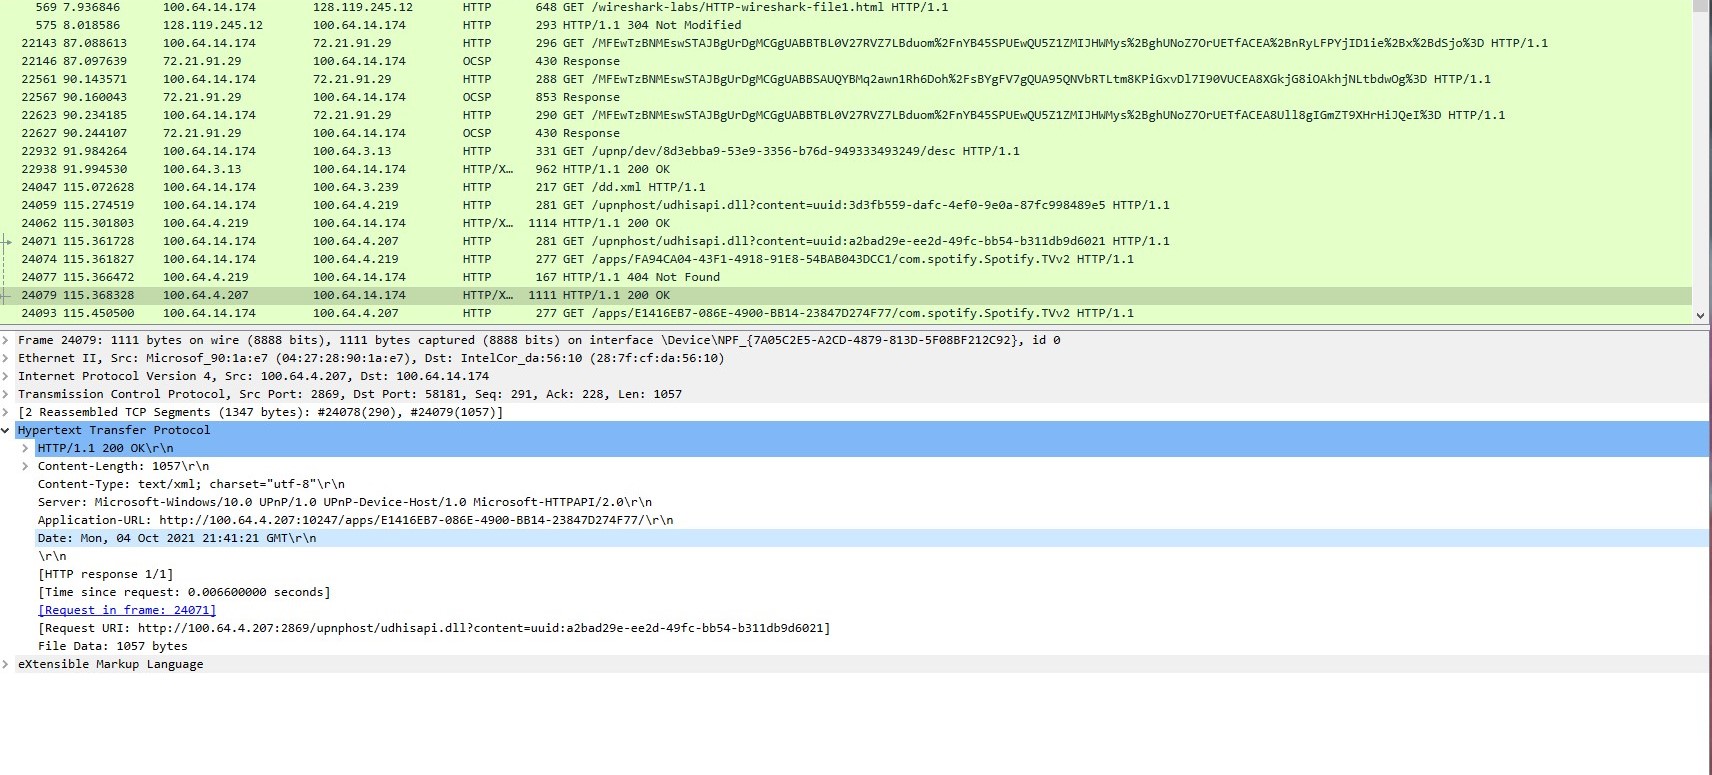 569 7.936846 100.64.14.174 128.119.245.12 HTTP 648 GET /wireshark-labs/HTTP-wireshark-file1.html HTTP/1.1
575 8.018586 128.119.245.12 100.64.14.174 HTTP 293 HTTP/1.1 304 Not Modified
22143 87.088613 100.64.14.174 72.21.91.29 HTTP 296 GET /MFEwTzBNMEswSTAJBgUrDgMCGgUABBTBL0V27RVZ7LBduom%2FnYB45SPUEwQU5Z1ZMIJHWMys%2BghUNoZ7OrUETfACEA%2BnRyLFPYjID1ie%2Bx%2BdSjo%3D HTTP/1.1
22146 87.097639 72.21.91.29 100.64.14.174 OCSP 430 Response
22561 90.143571 100.64.14.174 72.21.91.29 HTTP 288 GET /MFEwTzBNMEswSTAJBgUrDgMCGgUABBSAUQYBMq2awn1Rh6Doh%2FsBYgFV7gQUA95QNVbRTLtm8KPiGxvDl7I90VUCEA8XGkjG8iOAkhjNLtbdwOg%3D HTTP/1.1
22567 90.160043 72.21.91.29 100.64.14.174 OCSP 853 Response
22623 90.234185 100.64.14.174 72.21.91.29 HTTP 290 GET /MFEwTzBNMEswSTAJBgUrDgMCGgUABBTBL0V27RVZ7LBduom%2FnYB45SPUEwQU5Z1ZMIJHWMys%2BghUNoZ7OrUETfACEA8Ull8gIGmZT9XHrHiJQeI%3D HTTP/1.1
22627 90.244107 72.21.91.29 100.64.14.174 OCSP 430 Response
22932 91.984264 100.64.14.174 100.64.3.13 HTTP 331 GET /upnp/dev/8d3ebba9-53e9-3356-b76d-949333493249/desc HTTP/1.1
22938 91.994530 100.64.3.13 100.64.14.174 HTTP/X… 962 HTTP/1.1 200 OK
24047 115.072628 100.64.14.174 100.64.3.239 HTTP 217 GET /dd.xml HTTP/1.1
24059 115.274519 100.64.14.174 100.64.4.219 HTTP 281 GET /upnphost/udhisapi.dll?content=uuid:3d3fb559-dafc-4ef0-9e0a-87fc998489e5 HTTP/1.1
24062 115.301803 100.64.4.219 100.64.14.174 HTTP/X… 1114 HTTP/1.1 200 OK
24071 115.361728 100.64.14.174 100.64.4.207 HTTP 281 GET /upnphost/udhisapi.dll?content=uuid:a2bad29e-ee2d-49fc-bb54-b311db9d6021 HTTP/1.1
24074 115.361827 100.64.14.174 100.64.4.219 HTTP 277 GET /apps/FA94CA04-43F1-4918-91E8-54BAB043DCC1/com.spotify.Spotify.TVv2 HTTP/1.1
24077 115.366472 100.64.4.219 100.64.14.174 HTTP 167 HTTP/1.1 404 Not Found
24079 115.368328 100.64.4.207 100.64.14.174 HTTP/X… 1111 HTTP/1.1 200 OK
24093 115.450500 100.64.14.174 100.64.4.207 HTTP 277 GET /apps/E1416EB7-086E-4900-BB14-23847D274F77/com.spotify.Spotify.TVv2 HTTP/1.1
Frame 24079: 1111 bytes on wire (8888 bits), 1111 bytes captured (8888 bits) on interface \Device\NPF_{7A05C2E5-A2CD-4879-813D-5F08BF212C92}, id 0
Ethernet II, Src: Microsof_90:1a:e7 (04:27:28:90:1a:e7), Dst: IntelCor_da:56:10 (28:7f:cf:da:56:10)
Internet Protocol Version 4, Src: 100.64.4.207, Dst: 100.64.14.174
Transmission Control Protocol, Src Port: 2869, Dst Port: 58181, Seq: 291, Ack: 228, Len: 1057
[2 Reassembled TCP Segments (1347 bytes): #24078(290), #24079(1057)]
Hypertext Transfer Protocol
HTTP/1.1 200 OK\r\n
Content-Length: 1057\r\n
Content-Type: text/xml; charset="utf-8"\r\n
Server: Microsoft-Windows/10.0 UPnP/1.0 UPnP-Device-Host/1.0 Microsoft-HTTPAPI/2.0\r\n
Application-URL: http://100.64.4.207:10247/apps/E1416EB7-086E-4900-BB14-23847D274F77/\r\n
Date: Mon, 04 Oct 2021 21:41:21 GMT\r\n
\r\n
[HTTP response 1/1]
[Time since request: 0.006600000 seconds]
[Request in frame: 24071]
[Request URI: http://100.64.4.207:2869/upnphost/udhisapi.dll?content=uuid:a2bad29e-ee2d-49fc-bb54-b311db9d6021]
File Data: 1057 bytes
eXtensible Markup Language